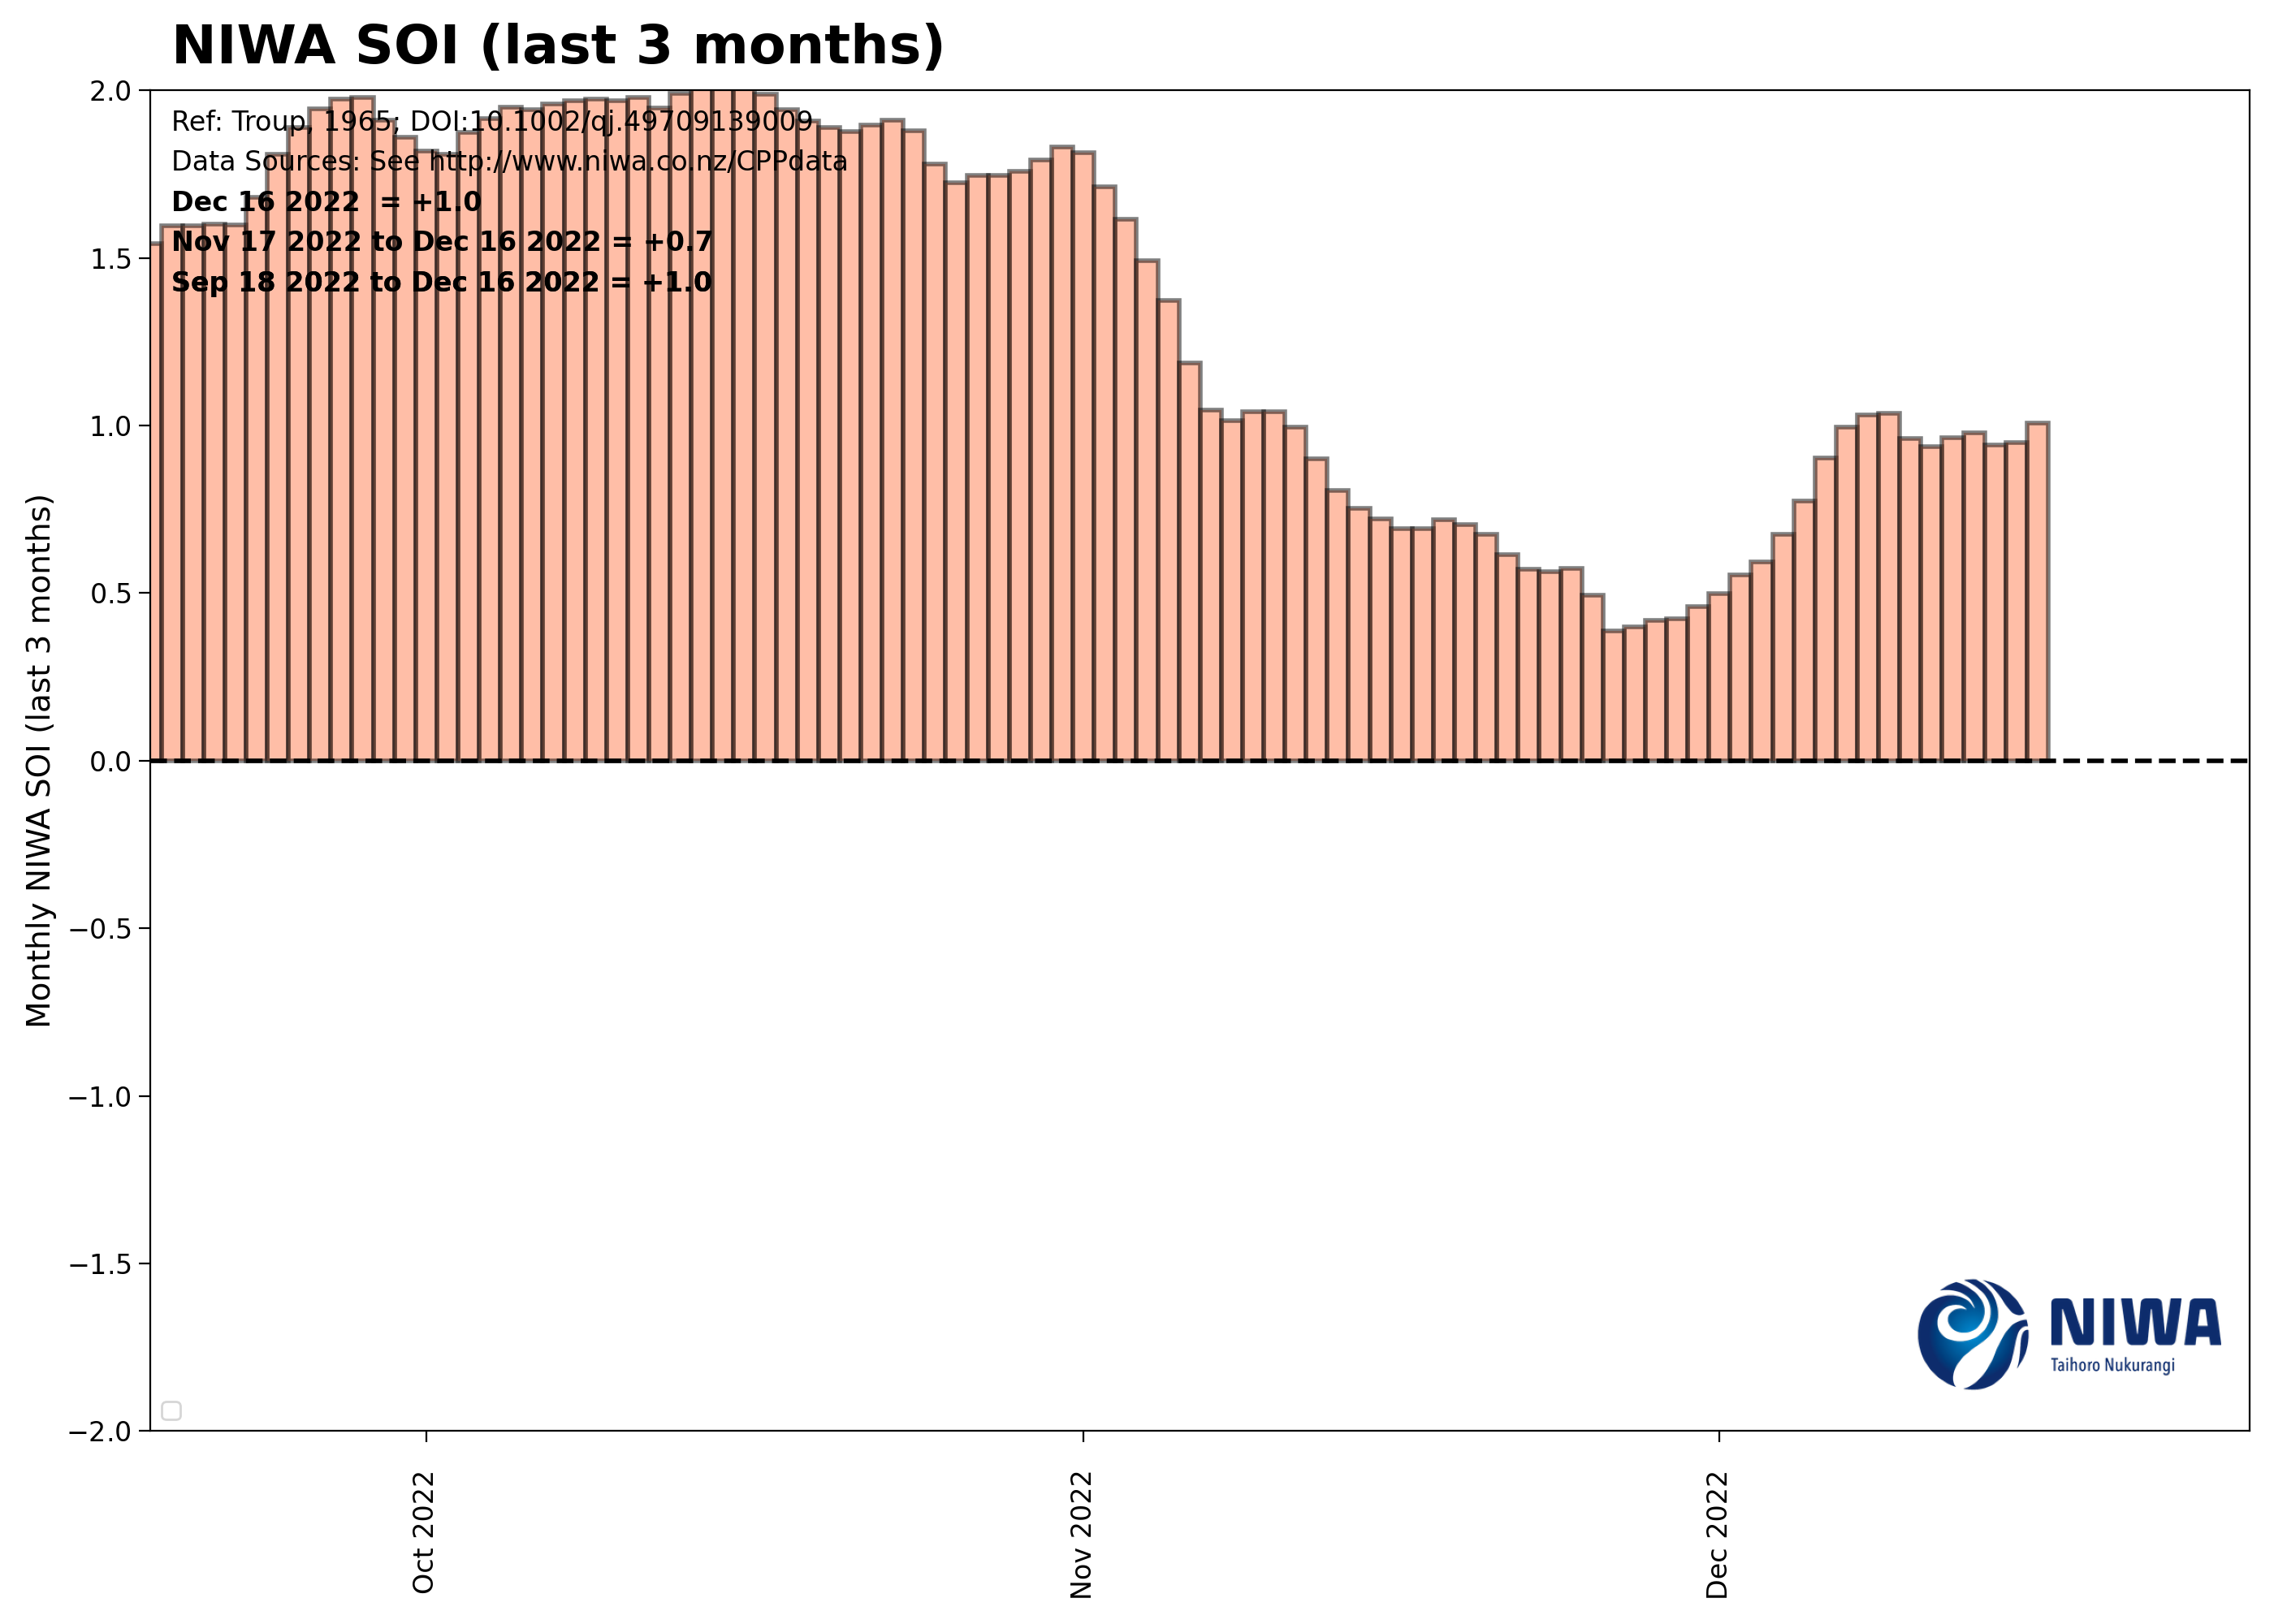 NIWA SOI (last 3 months)
Ref: Troup, 1965; DOI:10.1002/qj.49709139009
Data Sources: See http://www.niwa.co.nz/CPPdata
Dec 16 2022 = +1.0
Nov 17 2022 to Dec 16 2022 = +0.7
Sep 18 2022 to Dec 16 2022 = +1.0
Monthly NIWA SOI (last 3 months)
2.0
1.5
1.0
0.5
0.0
−0.5
−1.0
−1.5
−2.0
NIWA
Taihoro Nukurangi
Oct 2022
Nov 2022
Dec 2022